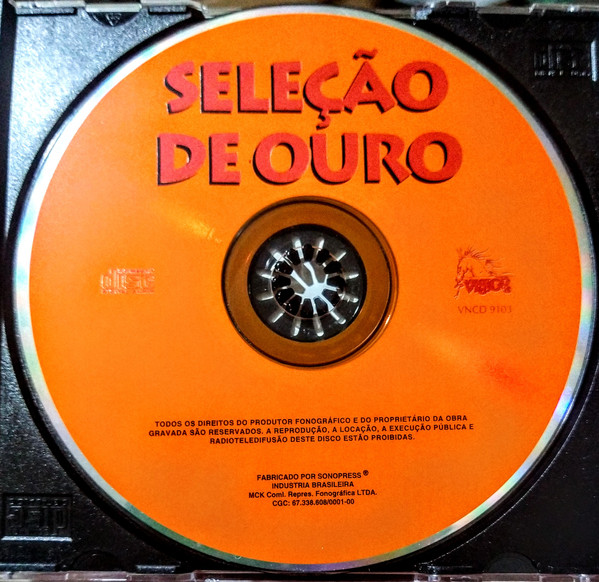 SELEÇÃO
DE OURO
VNCD 9103
TODOS OS DIREITOS DO PRODUTOR FONOGRÁFICO E DO PROPRIETÁRIO DA OBRA
GRAVADA SÃO RESERVADOS. A REPRODUÇÃO, A LOCAÇÃO, A EXECUÇÃO PÚBLICA E
RADIOTELEDIFUSÃO DESTE DISCO ESTÃO PROIBIDAS.
FABRICADO POR SONOPRESS ®
INDUSTRIA BRASILEIRA
MCK Coml. Repres. Fonográfica LTDA.
CGC: 67.338.608/0001-00